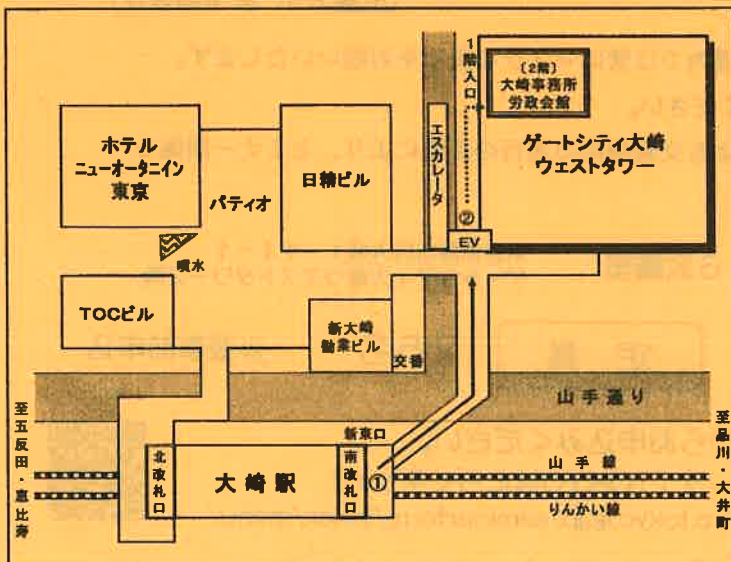 1階入口
〔2階〕
大崎事務所
労政会館
ゲートシティ大崎
ウェストタワー
エスカレータ
②
EV
ホテル
ニューオータニイン
東京
パティオ
日精ビル
噴水
TOCビル
新大崎
勧業ビル
交番
山手通り
至五反田・恵比寿
新東口
北改札口
大崎駅
南改札口
①
山手線
りんかい線
至品川・大井町